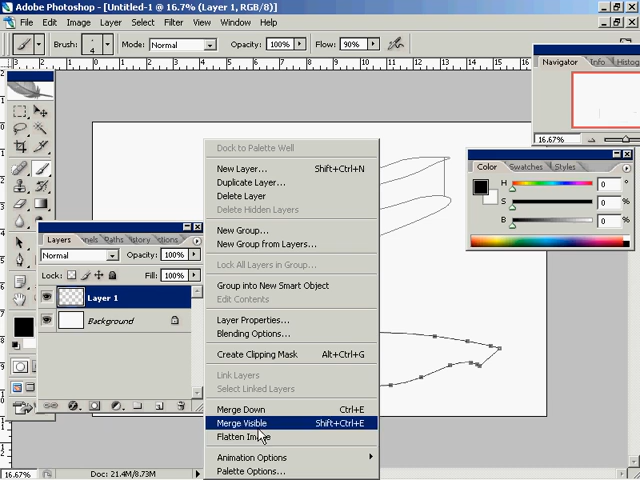 Adobe Photoshop - [Untitled-1 @ 16.7% (Layer 1, RGB/8)]
File Edit Image Layer Select Filter View Window Help
Brush: 4 Mode: Normal Opacity: 100% Flow: 90%
Navigator Info Histog
16.67%
Color Swatches Styles
H 0 °
S 0 %
B 0 %
Layers
Normal Opacity: 100%
Lock: Fill: 100%
Layer 1
Background
Dock to Palette Well
New Layer... Shift+Ctrl+N
Duplicate Layer...
Delete Layer
Delete Hidden Layers
New Group...
New Group from Layers...
Lock All Layers in Group...
Group into New Smart Object
Edit Contents
Layer Properties...
Blending Options...
Create Clipping Mask Alt+Ctrl+G
Link Layers
Select Linked Layers
Merge Down Ctrl+E
Merge Visible Shift+Ctrl+E
Flatten Image
Animation Options
Palette Options...
16.67% Doc: 21.4M/8.73M